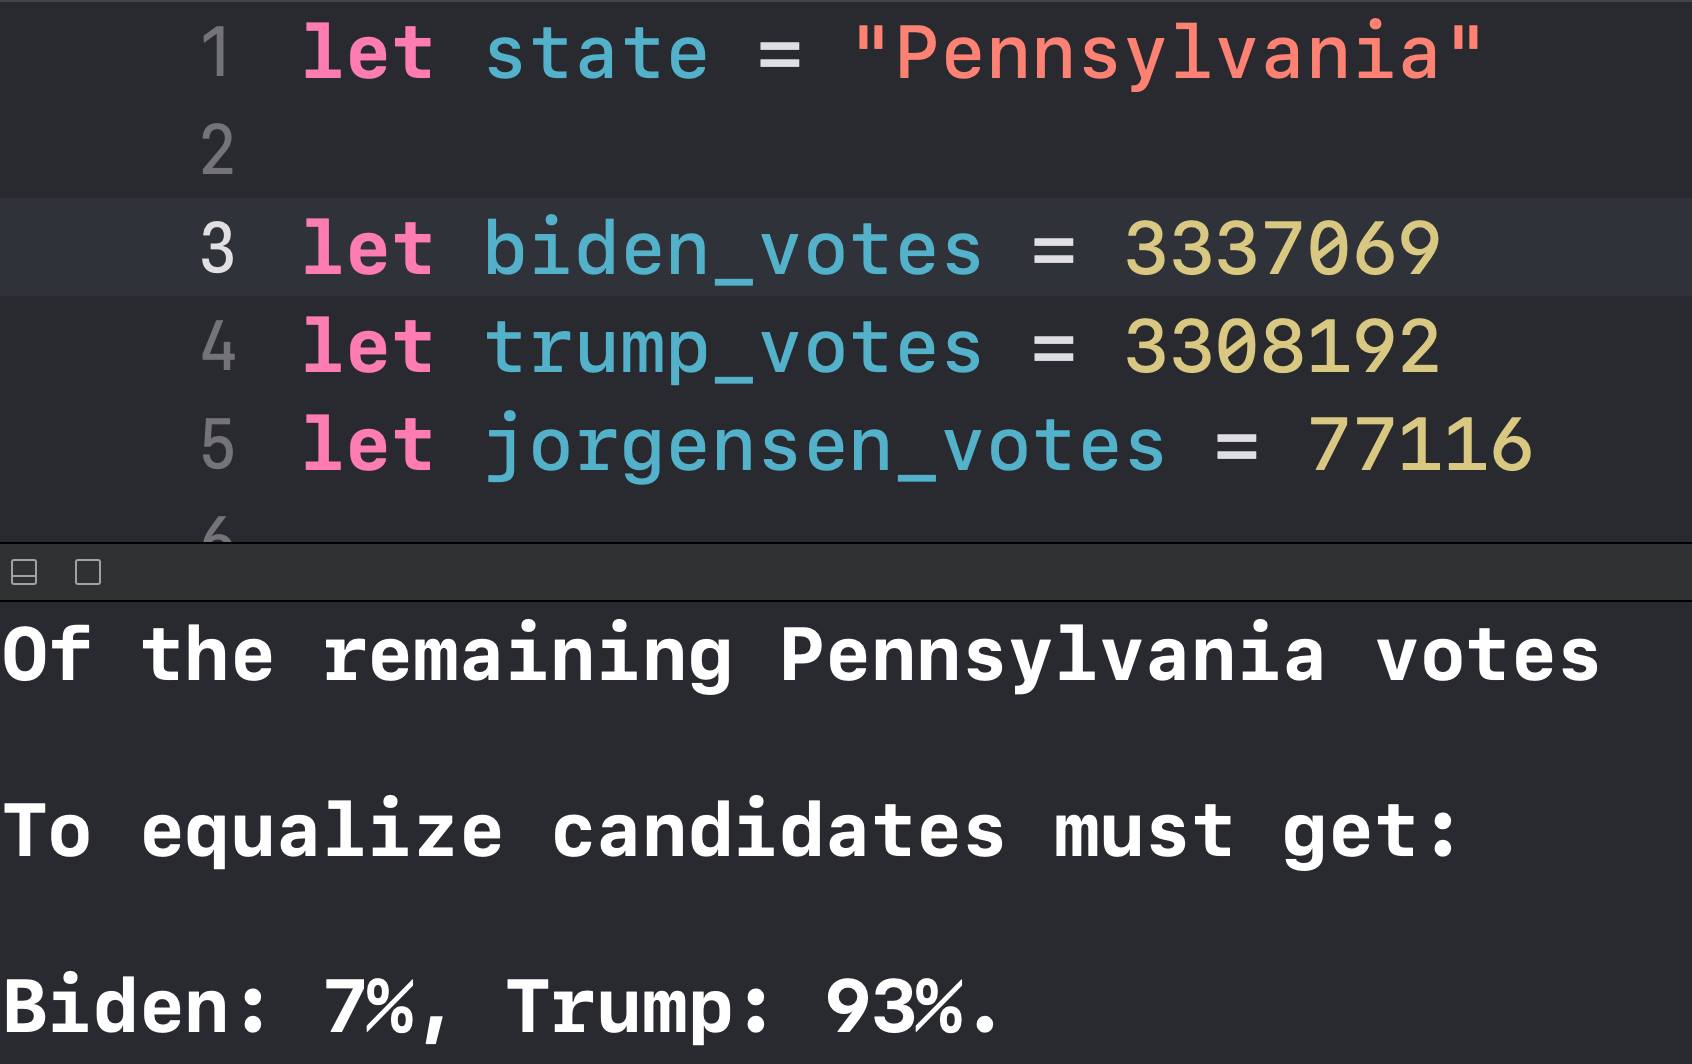 1 let state = "Pennsylvania"
2
3 let biden_votes = 3337069
4 let trump_votes = 3308192
5 let jorgensen_votes = 77116
6
Of the remaining Pennsylvania votes
To equalize candidates must get:
Biden: 7%, Trump: 93%.